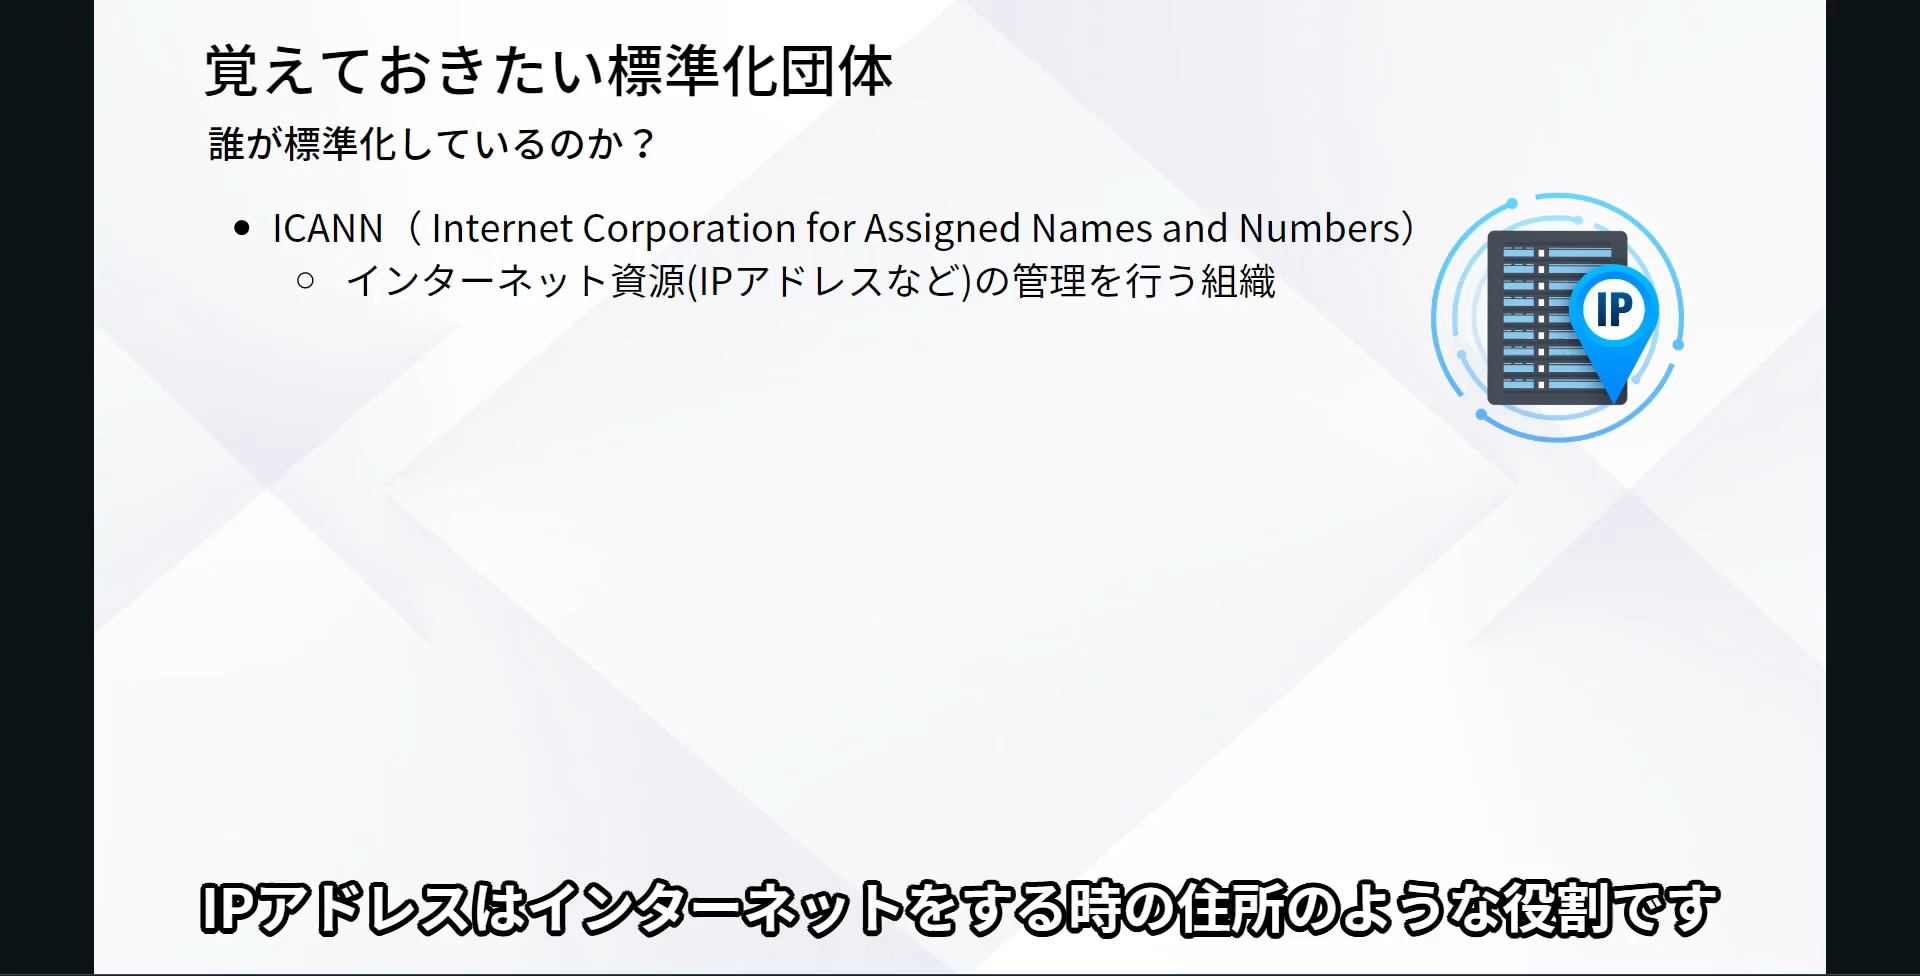 覚えておきたい標準化団体
誰が標準化しているのか？
● ICANN（ Internet Corporation for Assigned Names and Numbers）
○ インターネット資源(IPアドレスなど)の管理を行う組織
IP
IPアドレスはインターネットをする時の住所のような役割です